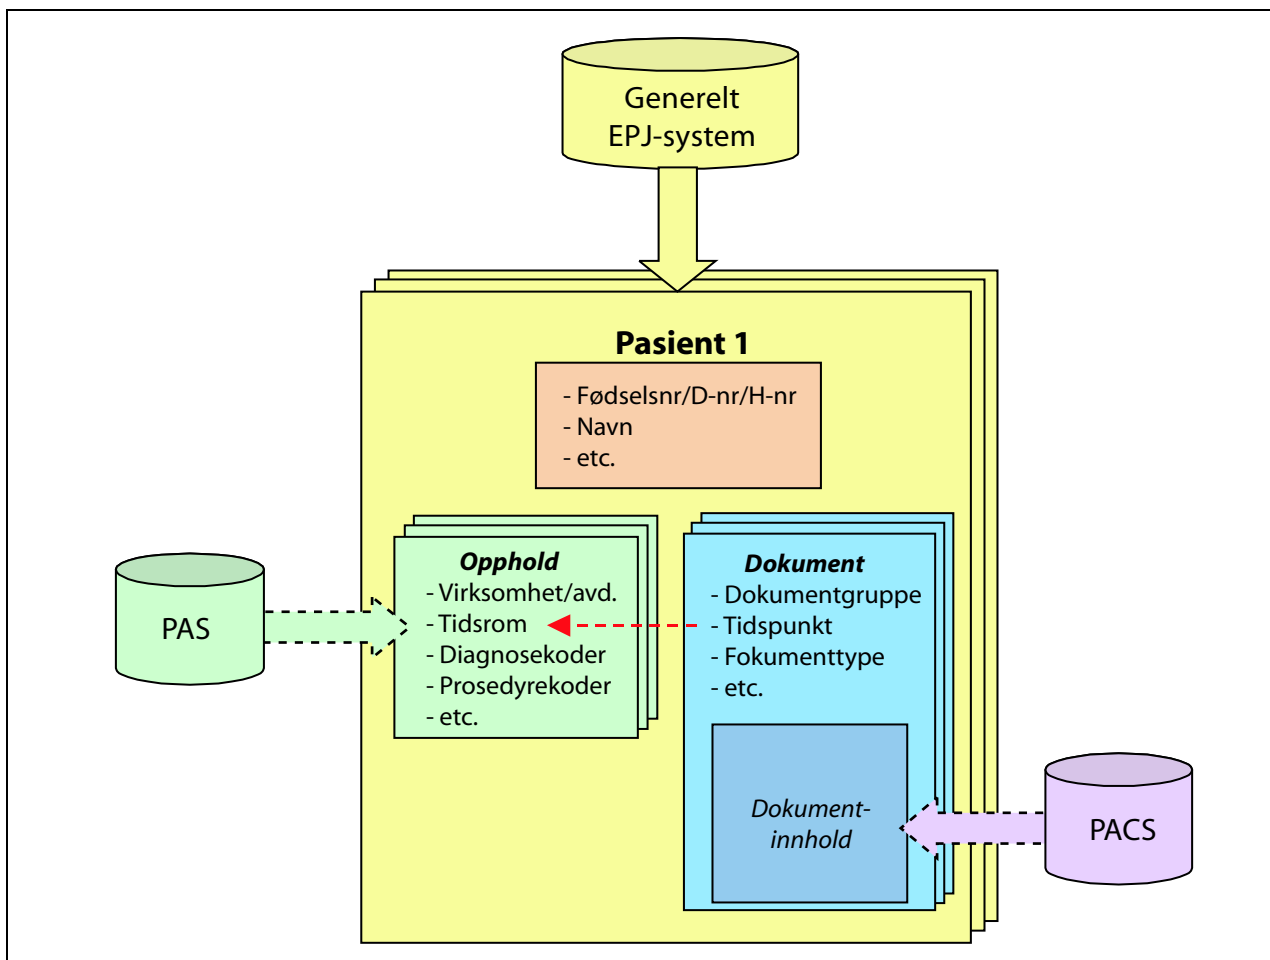 Generelt
EPJ-system
Pasient 1
- Fødselsnr/D-nr/H-nr
- Navn
- etc.
PAS
Opphold
- Virksomhet/avd.
- Tidsrom
- Diagnosekoder
- Prosedyrekoder
- etc.
Dokument
- Dokumentgruppe
- Tidspunkt
- Fokumenttype
- etc.
Dokument-
innhold
PACS